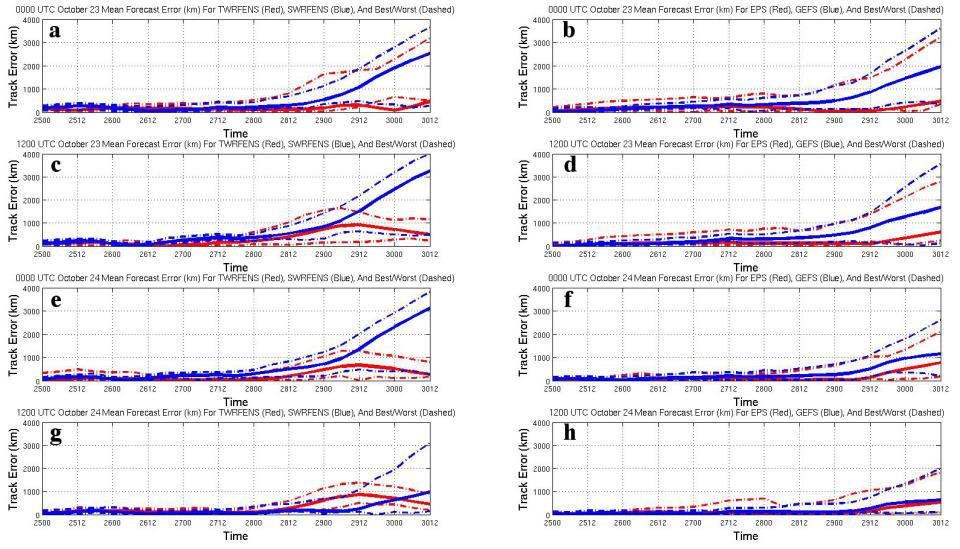 0000 UTC October 23 Mean Forecast Error (km) For TWRFENS (Red), SWRFENS (Blue), And Best/Worst (Dashed)
a
Track Error (km)
4000
3000
2000
1000
0
2500 2512 2600 2612 2700 2712 2800 2812 2900 2912 3000 3012
Time
0000 UTC October 23 Mean Forecast Error (km) For EPS (Red), GEFS (Blue), And Best/Worst (Dashed)
b
Track Error (km)
4000
3000
2000
1000
0
2500 2512 2600 2612 2700 2712 2800 2812 2900 2912 3000 3012
Time
1200 UTC October 23 Mean Forecast Error (km) For TWRFENS (Red), SWRFENS (Blue), And Best/Worst (Dashed)
c
Track Error (km)
4000
3000
2000
1000
0
2500 2512 2600 2612 2700 2712 2800 2812 2900 2912 3000 3012
Time
1200 UTC October 23 Mean Forecast Error (km) For EPS (Red), GEFS (Blue), And Best/Worst (Dashed)
d
Track Error (km)
4000
3000
2000
1000
0
2500 2512 2600 2612 2700 2712 2800 2812 2900 2912 3000 3012
Time
0000 UTC October 24 Mean Forecast Error (km) For TWRFENS (Red), SWRFENS (Blue), And Best/Worst (Dashed)
e
Track Error (km)
4000
3000
2000
1000
0
2500 2512 2600 2612 2700 2712 2800 2812 2900 2912 3000 3012
Time
0000 UTC October 24 Mean Forecast Error (km) For EPS (Red), GEFS (Blue), And Best/Worst (Dashed)
f
Track Error (km)
4000
3000
2000
1000
0
2500 2512 2600 2612 2700 2712 2800 2812 2900 2912 3000 3012
Time
1200 UTC October 24 Mean Forecast Error (km) For TWRFENS (Red), SWRFENS (Blue), And Best/Worst (Dashed)
g
Track Error (km)
4000
3000
2000
1000
0
2500 2512 2600 2612 2700 2712 2800 2812 2900 2912 3000 3012
Time
1200 UTC October 24 Mean Forecast Error (km) For EPS (Red), GEFS (Blue), And Best/Worst (Dashed)
h
Track Error (km)
4000
3000
2000
1000
0
2500 2512 2600 2612 2700 2712 2800 2812 2900 2912 3000 3012
Time